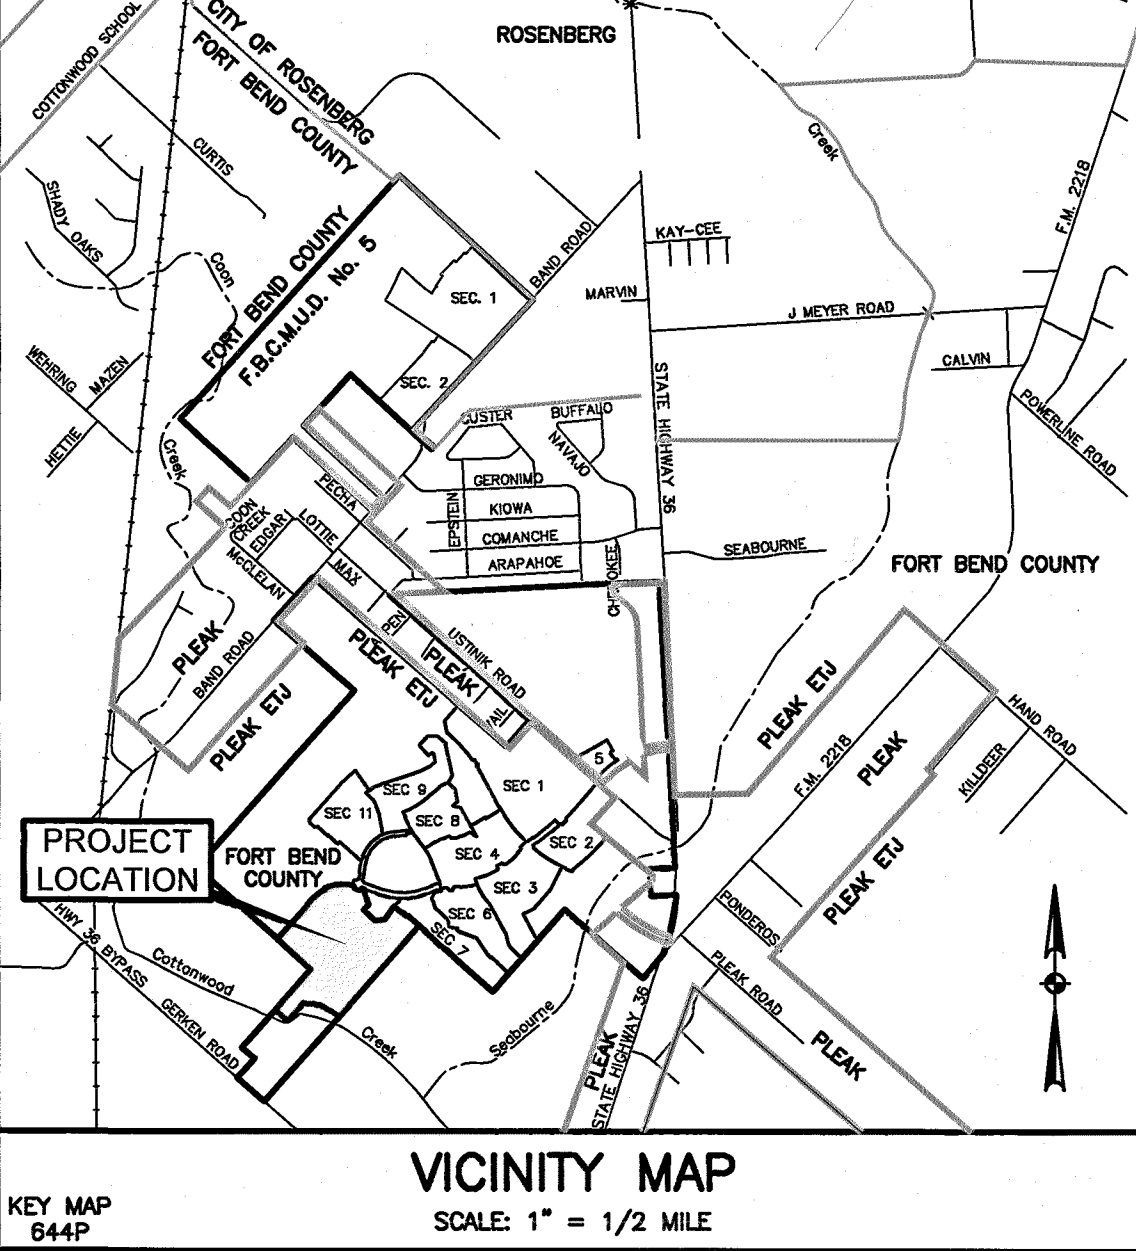 ROSENBERG
CITY OF ROSENBERG
FORT BEND COUNTY
COTTONWOOD SCHOOL
CURTIS
SHADY OAKS
Coon
Creek
FORT BEND COUNTY
F.B.C.M.U.D. No. 5
SEC. 1
SEC. 2
BAND ROAD
KAY-CEE
MARVIN
J MEYER ROAD
F.M. 2218
Creek
CALVIN
POWERLINE ROAD
WEHRING
MAZEN
HETTIE
STATE HIGHWAY 36
CUSTER
BUFFALO
NAVAJO
GERONIMO
EPSTEIN
KIOWA
COMANCHE
ARAPAHOE
CHEROKEE
SEABOURNE
FORT BEND COUNTY
PECHA
COON
CREEK
EDGAR
LOTTIE
McCLELAN
MAX
PLEAK
BAND ROAD
PLEAK ETJ
PLEAK ETJ
PLEAK
USTINIK ROAD
PLEAK ETJ
F.M. 2218
PLEAK
HAND ROAD
KILLDEER
PLEAK ETJ
5
SEC 1
SEC 9
SEC 11
SEC 8
SEC 2
SEC 4
SEC 3
SEC 6
SEC 7
PROJECT
LOCATION
FORT BEND
COUNTY
HWY 36 BYPASS
GERKEN ROAD
Cottonwood
Creek
Seabourne
PONDEROS
PLEAK ROAD
PLEAK
PLEAK
STATE HIGHWAY 36
VICINITY MAP
SCALE: 1" = 1/2 MILE
KEY MAP
644P